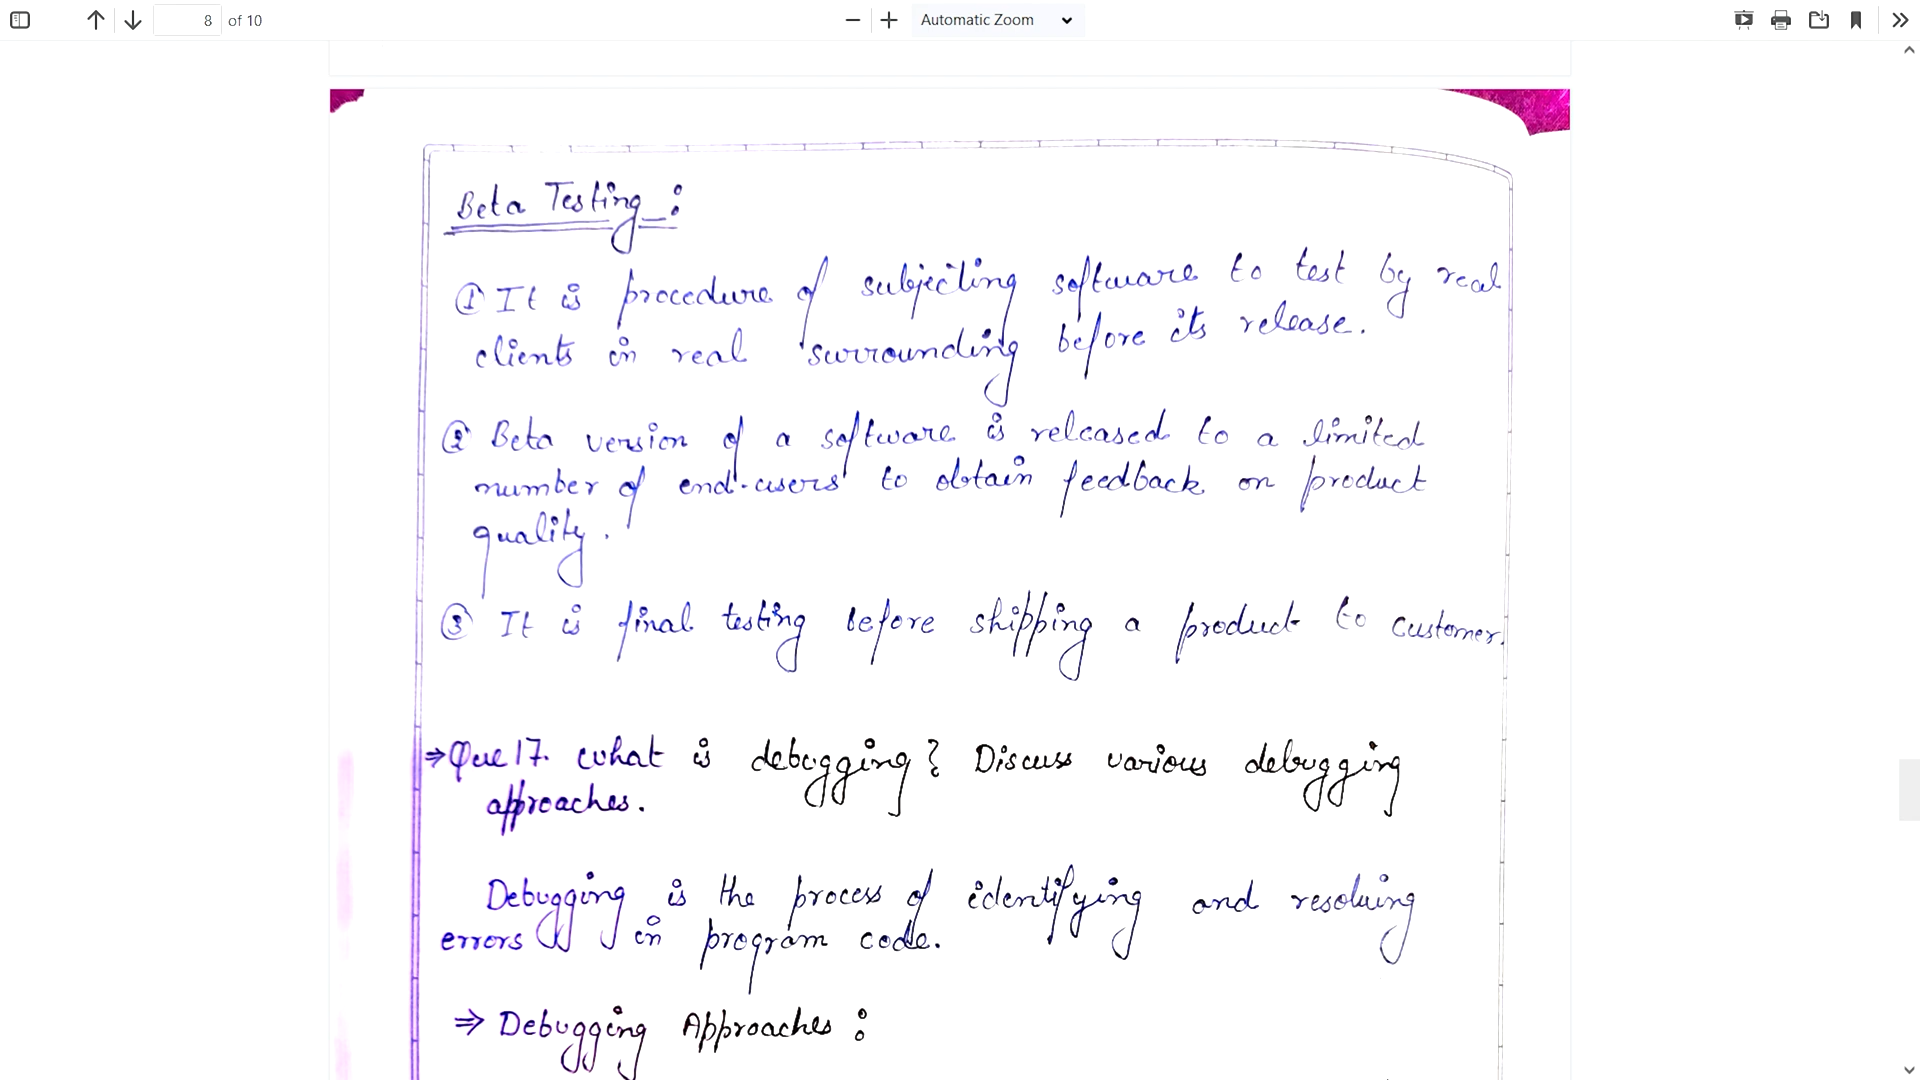 8 of 10 Automatic Zoom
Beta Testing :
① It is procedure of subjecting software to test by real
clients in real surrounding before its release.
② Beta version of a software is released to a limited
number of end-users to obtain feedback on product
quality.
③ It is final testing before shipping a product to customer.
⇒ Que 17. What is debugging? Discuss various debugging
approaches.
Debugging is the process of identifying and resolving
errors in program code.
⇒ Debugging Approaches :